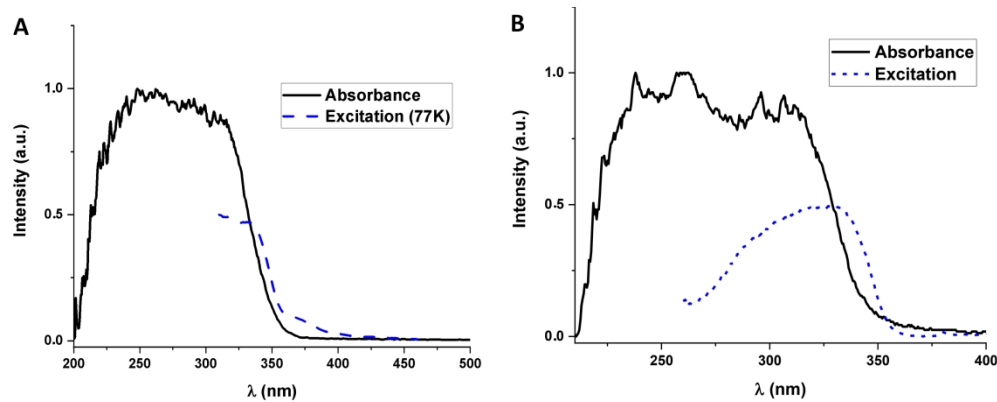 A
Intensity (a.u.)
1.0
0.5
0.0
Absorbance
Excitation (77K)
200 250 300 350 400 450 500
λ (nm)
B
Intensity (a.u.)
1.0
0.5
0.0
Absorbance
Excitation
250 300 350 400
λ (nm)